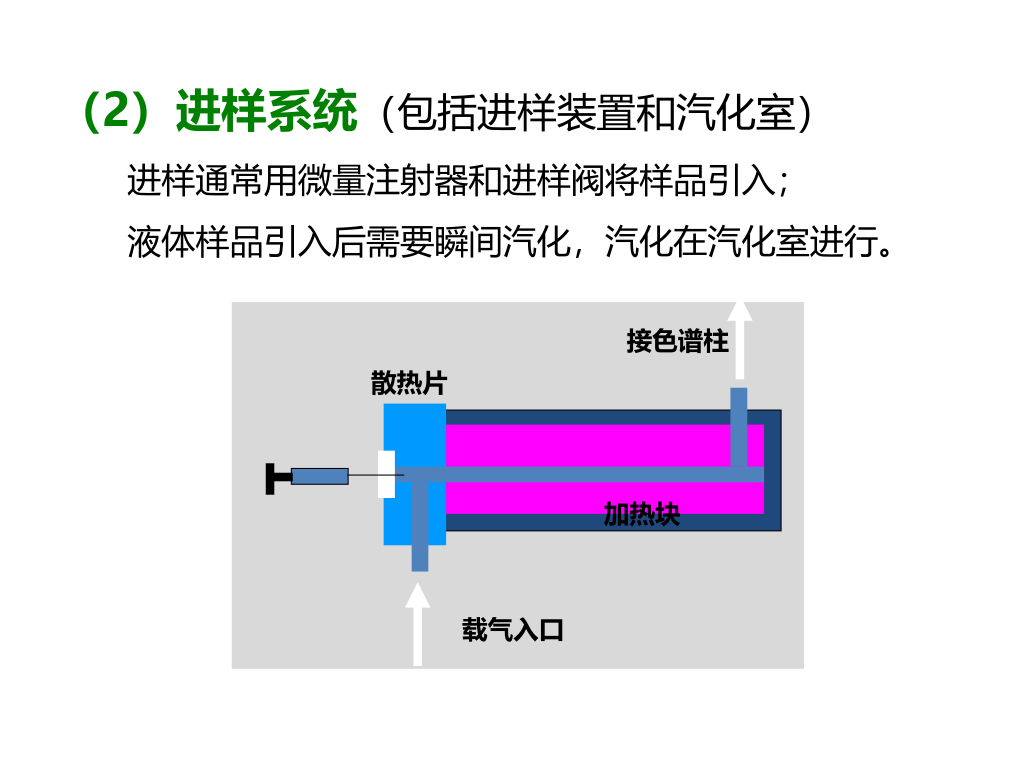 （2）进样系统（包括进样装置和汽化室）
进样通常用微量注射器和进样阀将样品引入；
液体样品引入后需要瞬间汽化，汽化在汽化室进行。
接色谱柱
散热片
加热块
载气入口